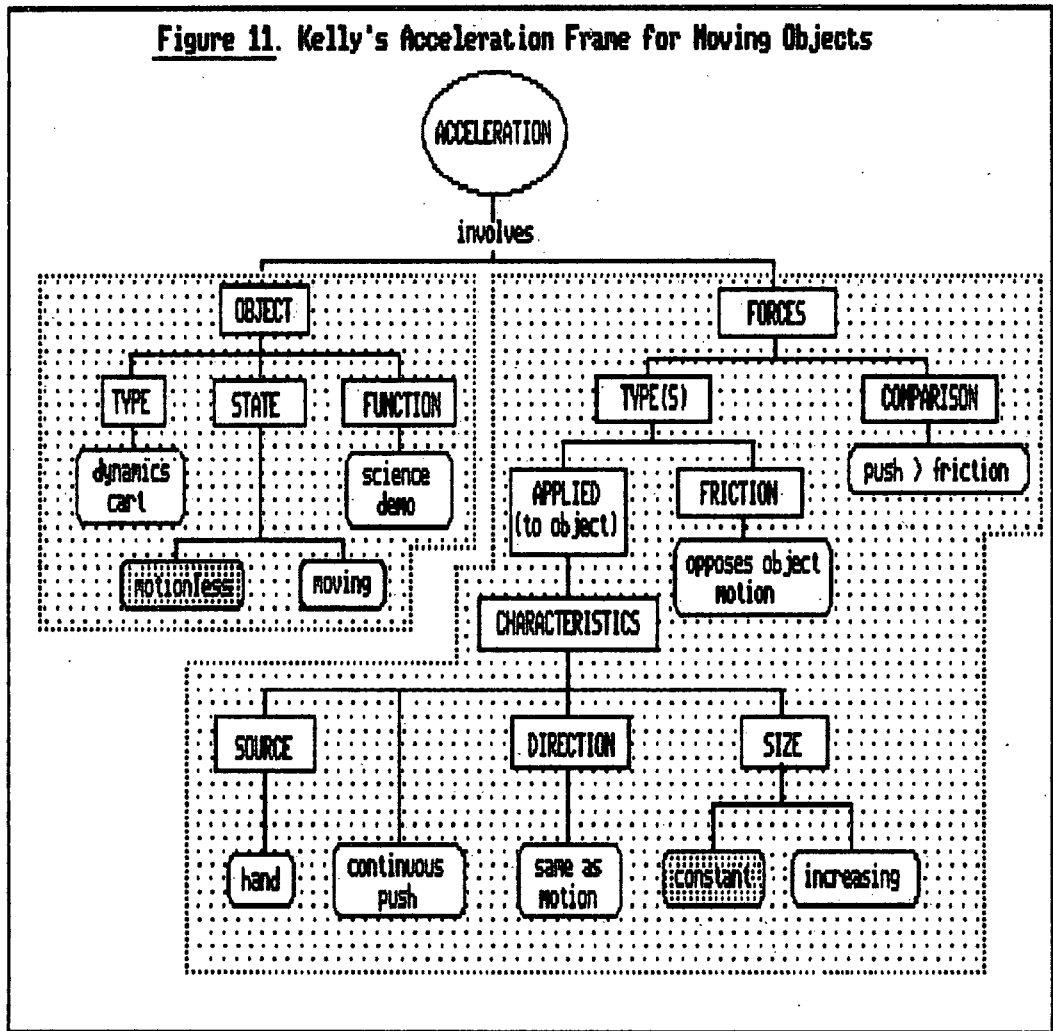 Figure 11. Kelly's Acceleration Frame for Moving Objects
ACCELERATION
involves
OBJECT
FORCES
TYPE
STATE
FUNCTION
TYPE(S)
COMPARISON
dynamics
cart
science
demo
push > friction
APPLIED
(to object)
FRICTION
motionless
moving
opposes object
motion
CHARACTERISTICS
SOURCE
DIRECTION
SIZE
hand
continuous
push
same as
motion
constant
increasing